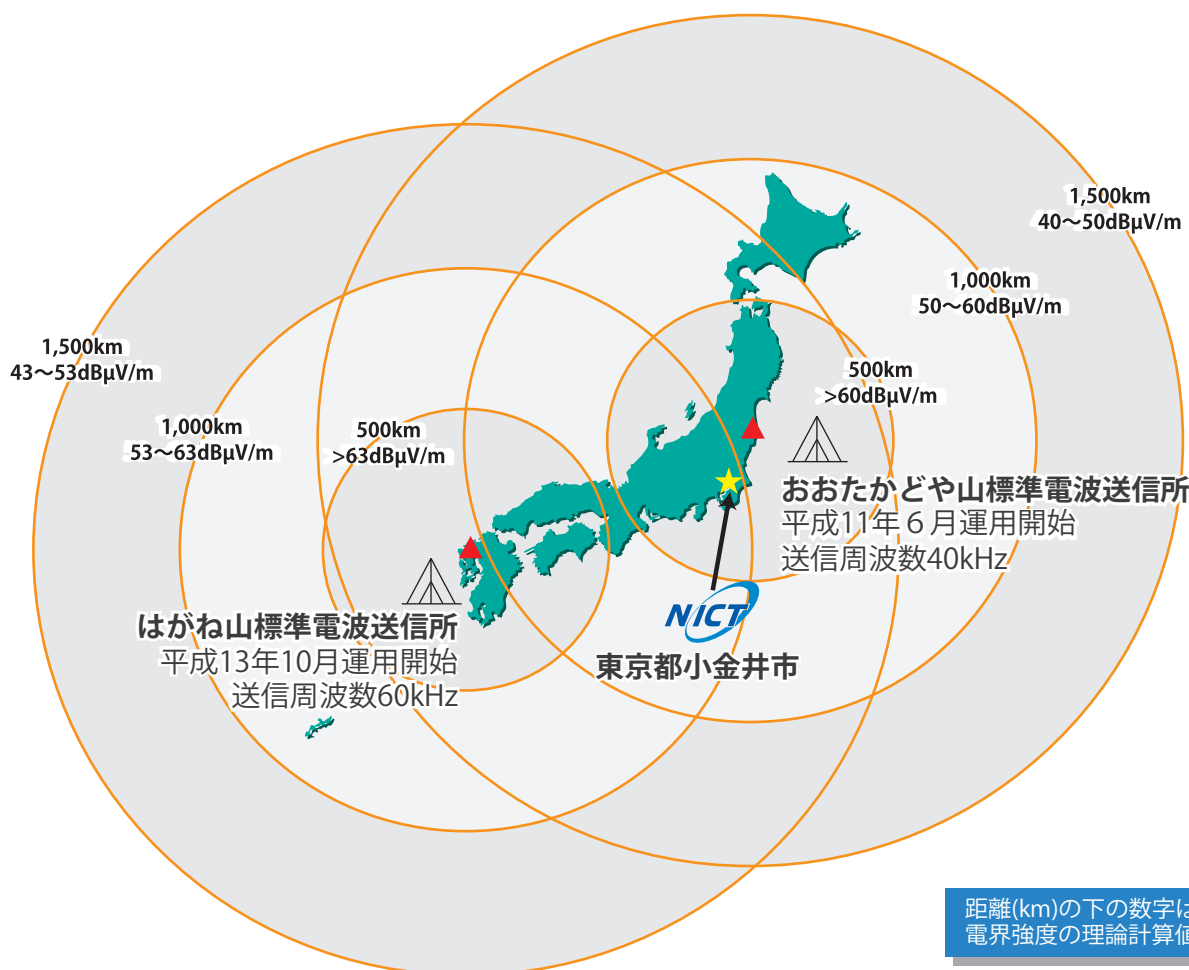 1,500km
40～50dBµV/m
1,000km
50～60dBµV/m
500km
>60dBµV/m
1,500km
43～53dBµV/m
1,000km
53～63dBµV/m
500km
>63dBµV/m
おおたかどや山標準電波送信所
平成11年６月運用開始
送信周波数40kHz
はがね山標準電波送信所
平成13年10月運用開始
送信周波数60kHz
NICT
東京都小金井市
距離(km)の下の数字は
電界強度の理論計算値